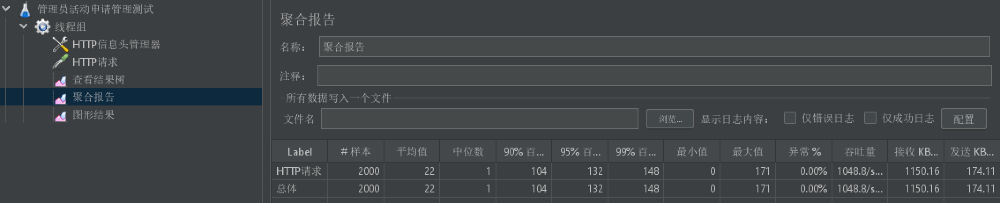 管理员活动申请管理测试
线程组
HTTP信息头管理器
HTTP请求
查看结果树
聚合报告
图形结果
聚合报告
名称： 聚合报告
注释：
所有数据写入一个文件
文件名 浏览... 显示日志内容： 仅错误日志 仅成功日志 配置
Label # 样本 平均值 中位数 90% 百... 95% 百... 99% 百... 最小值 最大值 异常 % 吞吐量 接收 KB... 发送 KB...
HTTP请求 2000 22 1 104 132 148 0 171 0.00% 1048.8/s... 1150.16 174.11
总体 2000 22 1 104 132 148 0 171 0.00% 1048.8/s... 1150.16 174.11